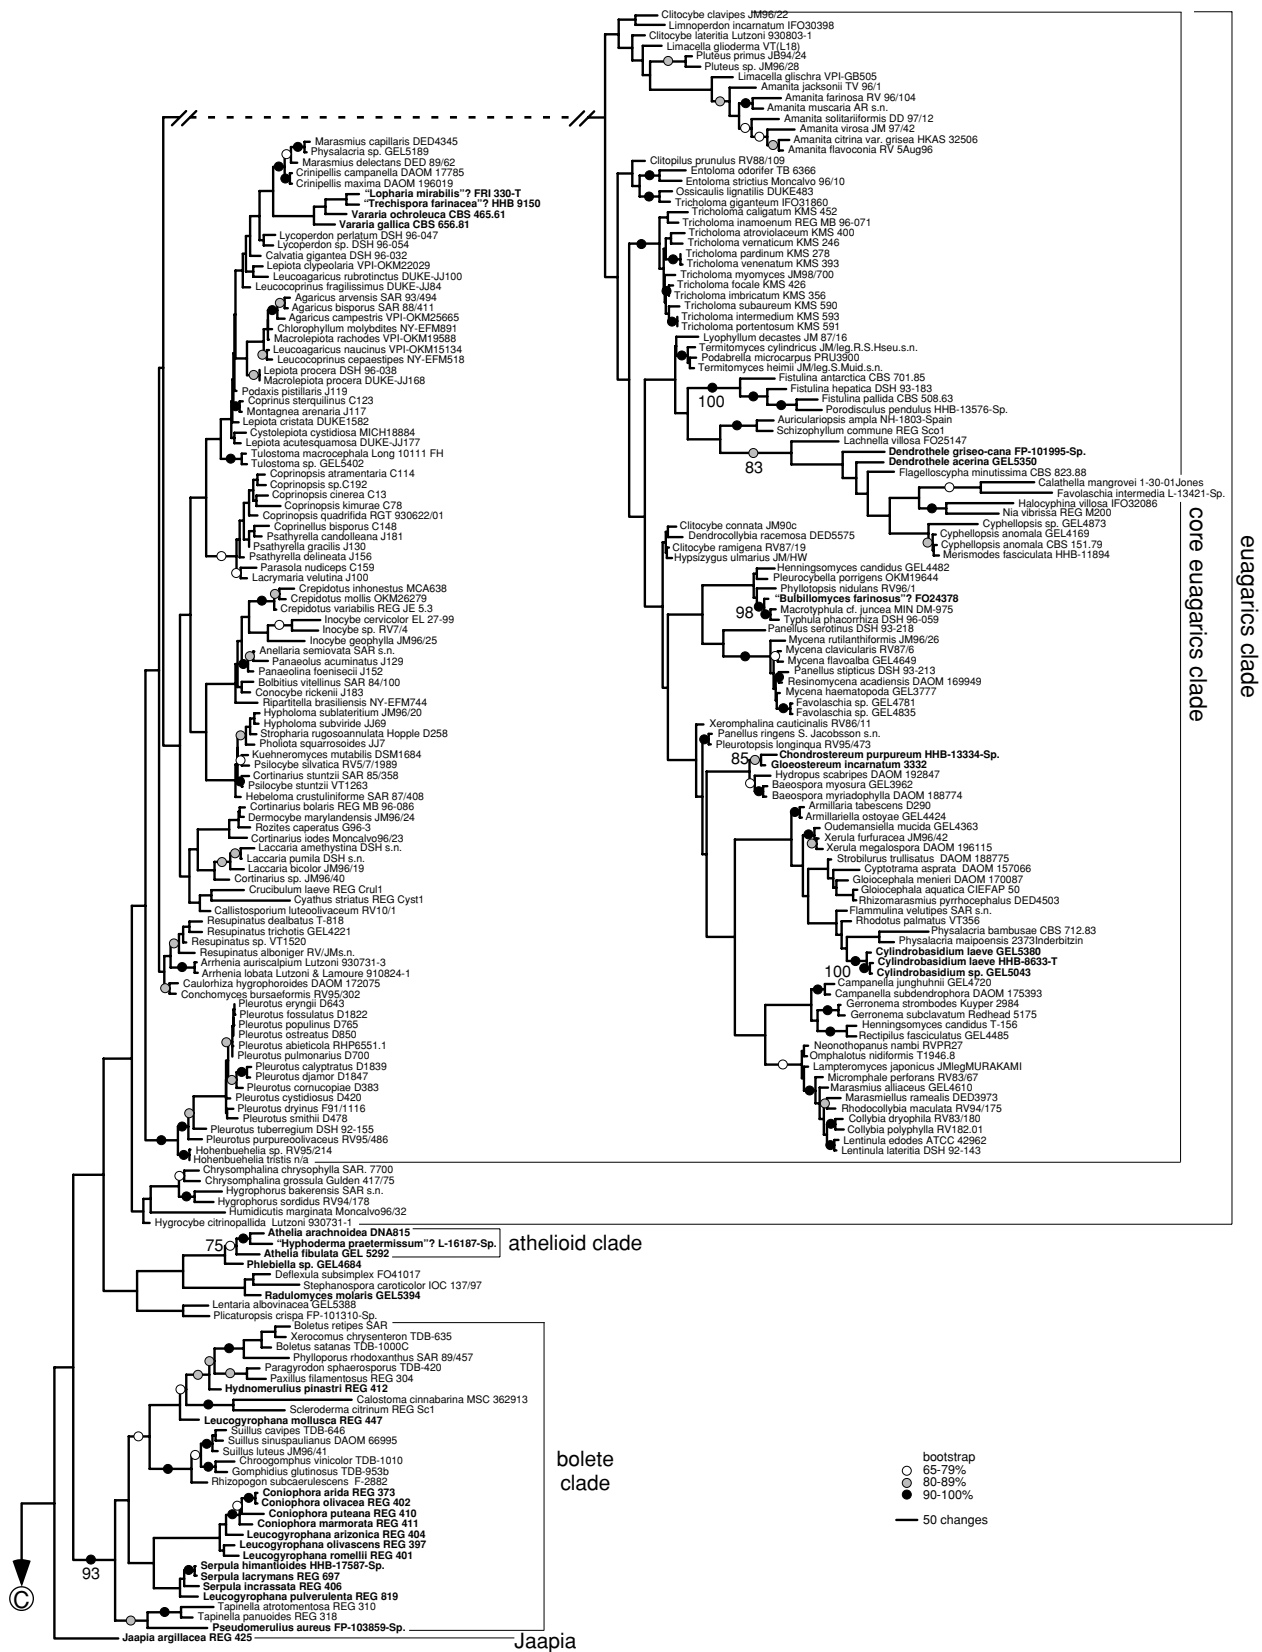 Clitocybe clavipes JM96/22
Limnoperdon incarnatum IFO30398
Clitocybe lateritia Lutzoni 930803-1
Limacella glioderma VT(L18)
Pluteus primus JB94/24
Pluteus sp. JM96/28
Limacella glischra VPI-GB505
Amanita jacksonii TV 96/1
Amanita farinosa RV 96/104
Amanita muscaria AR s.n.
Amanita solitariiformis DD 97/12
Amanita virosa JM 97/42
Amanita citrina var. grisea HKAS 32506
Amanita flavoconia RV 5Aug96
Clitopilus prunulus RV88/109
Entoloma odorifer TB 6366
Entoloma strictius Moncalvo 96/10
Ossicaulis lignatilis DUKE483
Tricholoma giganteum IFO31860
Tricholoma caligatum KMS 452
Tricholoma inamoenum REG MB 96-071
Tricholoma atroviolaceum KMS 400
Tricholoma vernaticum KMS 246
Tricholoma pardinum KMS 278
Tricholoma venenatum KMS 393
Tricholoma myomyces JM98/700
Tricholoma focale KMS 426
Tricholoma imbricatum KMS 356
Tricholoma subaureum KMS 590
Tricholoma intermedium KMS 593
Tricholoma portentosum KMS 591
Lyophyllum decastes JM 87/16
Termitomyces cylindricus JM/leg.R.S.Hseu.s.n.
Podabrella microcarpus PRU3900
Termitomyces heimii JM/leg.S.Muid.s.n.
Fistulina antarctica CBS 701.85
Fistulina hepatica DSH 93-183
Fistulina pallida CBS 508.63
Porodisculus pendulus HHB-13576-Sp.
100
Auriculariopsis ampla NH-1803-Spain
Schizophyllum commune REG Sco1
Lachnella villosa FO25147
Dendrothele griseo-cana FP-101995-Sp.
Dendrothele acerina GEL5350
83
Flagelloscypha minutissima CBS 823.88
Calathella mangrovei 1-30-01Jones
Favolaschia intermedia L-13421-Sp.
Halocyphina villosa IFO32086
Nia vibrissa REG M200
Cyphellopsis sp. GEL4873
Cyphellopsis anomala GEL4169
Cyphellopsis anomala CBS 151.79
Merismodes fasciculata HHB-11894
Clitocybe connata JM90c
Dendrocollybia racemosa DED5575
Clitocybe ramigena RV87/19
Hypsizygus ulmarius JM/HW
Henningsomyces candidus GEL4482
Pleurocybella porrigens OKM19644
Phyllotopsis nidulans RV96/1
"Bulbillomyces farinosus"? FO24378
98
Macrotyphula cf. juncea MIN DM-975
Typhula phacorrhiza DSH 96-059
Panellus serotinus DSH 93-218
Mycena rutilanthiformis JM96/26
Mycena clavicularis RV87/6
Mycena flavoalba GEL4649
Panellus stipticus DSH 93-213
Resinomycena acadiensis DAOM 169949
Mycena haematopoda GEL3777
Favolaschia sp. GEL4781
Favolaschia sp. GEL4835
Xeromphalina cauticinalis RV86/11
Panellus ringens S. Jacobsson s.n.
Pleurotopsis longinqua RV95/473
Chondrostereum purpureum HHB-13334-Sp.
85
Gloeostereum incarnatum 3332
Hydropus scabripes DAOM 192847
Baeospora myosura GEL3962
Baeospora myriadophylla DAOM 188774
Armillaria tabescens D290
Armillariella ostoyae GEL4424
Oudemansiella mucida GEL4363
Xerula furfuracea JM96/42
Xerula megalospora DAOM 196115
Strobilurus trullisatus DAOM 188775
Cyptotrama asprata DAOM 157066
Gloiocephala menieri DAOM 170087
Gloiocephala aquatica CIEFAP 50
Rhizomarasmius pyrrhocephalus DED4503
Flammulina velutipes SAR s.n.
Rhodotus palmatus VT356
Physalacria bambusae CBS 712.83
Physalacria maipoensis 2373Inderbitzin
Cylindrobasidium laeve GEL5380
Cylindrobasidium laeve HHB-8633-T
Cylindrobasidium sp. GEL5043
100
Campanella junghuhnii GEL4720
Campanella subdendrophora DAOM 175393
Gerronema strombodes Kuyper 2984
Gerronema subclavatum Redhead 5175
Henningsomyces candidus T-156
Rectipilus fasciculatus GEL4485
Neonothopanus nambi RVPR27
Omphalotus nidiformis T1946.8
Lampteromyces japonicus JMlegMURAKAMI
Micromphale perforans RV83/67
Marasmius alliaceus GEL4610
Marasmiellus ramealis DED3973
Rhodocollybia maculata RV94/175
Collybia dryophila RV83/180
Collybia polyphylla RV182.01
Lentinula edodes ATCC 42962
Lentinula lateritia DSH 92-143
core euagarics clade
euagarics clade
Marasmius capillaris DED4345
Physalacria sp. GEL5189
Marasmius delectans DED 89/62
Crinipellis campanella DAOM 17785
Crinipellis maxima DAOM 196019
"Lopharia mirabilis"? FRI 330-T
"Trechispora farinacea"? HHB 9150
Vararia ochroleuca CBS 465.61
Vararia gallica CBS 656.81
Lycoperdon perlatum DSH 96-047
Lycoperdon sp. DSH 96-054
Calvatia gigantea DSH 96-032
Lepiota clypeolaria VPI-OKM22029
Leucoagaricus rubrotinctus DUKE-JJ100
Leucocoprinus fragilissimus DUKE-JJ84
Agaricus arvensis SAR 93/494
Agaricus bisporus SAR 88/411
Agaricus campestris VPI-OKM25665
Chlorophyllum molybdites NY-EFM891
Macrolepiota rachodes VPI-OKM19588
Leucoagaricus naucinus VPI-OKM15134
Leucocoprinus cepaestipes NY-EFM518
Lepiota procera DSH 96-038
Macrolepiota procera DUKE-JJ168
Podaxis pistillaris J119
Coprinus sterquilinus C123
Montagnea arenaria J117
Lepiota cristata DUKE1582
Cystolepiota cystidiosa MICH18884
Lepiota acutesquamosa DUKE-JJ177
Tulostoma macrocephala Long 10111 FH
Tulostoma sp. GEL5402
Coprinopsis atramentaria C114
Coprinopsis sp.C192
Coprinopsis cinerea C13
Coprinopsis kimurae C78
Coprinopsis quadrifida RGT 930622/01
Coprinellus bisporus C148
Psathyrella candolleana J181
Psathyrella gracilis J130
Psathyrella delineata J156
Parasola nudiceps C159
Lacrymaria velutina J100
Crepidotus inhonestus MCA638
Crepidotus mollis OKM26279
Crepidotus variabilis REG JE 5.3
Inocybe cervicolor EL 27-99
Inocybe sp. RV7/4
Inocybe geophylla JM96/25
Anellaria semiovata SAR s.n.
Panaeolus acuminatus J129
Panaeolina foenisecii J152
Bolbitius vitellinus SAR 84/100
Conocybe rickenii J183
Ripartitella brasiliensis NY-EFM744
Hypholoma sublateritium JM96/20
Hypholoma subviride JJ69
Stropharia rugosoannulata Hopple D258
Pholiota squarrosoides JJ7
Kuehneromyces mutabilis DSM1684
Psilocybe silvatica RV5/7/1989
Cortinarius stuntzii SAR 85/358
Psilocybe stuntzii VT1263
Hebeloma crustuliniforme SAR 87/408
Cortinarius bolaris REG MB 96-086
Dermocybe marylandensis JM96/24
Rozites caperatus G96-3
Cortinarius iodes Moncalvo96/23
Laccaria amethystina DSH s.n.
Laccaria pumila DSH s.n.
Laccaria bicolor JM96/19
Cortinarius sp. JM96/40
Crucibulum laeve REG Crul1
Cyathus striatus REG Cyst1
Callistosporium luteoolivaceum RV10/1
Resupinatus dealbatus T-818
Resupinatus trichotis GEL4221
Resupinatus sp. VT1520
Resupinatus alboniger RV/JMs.n.
Arrhenia auriscalpium Lutzoni 930731-3
Arrhenia lobata Lutzoni & Lamoure 910824-1
Caulorhiza hygrophoroides DAOM 172075
Conchomyces bursaeformis RV95/302
Pleurotus eryngii D643
Pleurotus fossulatus D1822
Pleurotus populinus D765
Pleurotus ostreatus D850
Pleurotus abieticola RHP6551.1
Pleurotus pulmonarius D700
Pleurotus calyptratus D1839
Pleurotus djamor D1847
Pleurotus cornucopiae D383
Pleurotus cystidiosus D420
Pleurotus dryinus F91/1116
Pleurotus smithii D478
Pleurotus tuberregium DSH 92-155
Pleurotus purpureoolivaceus RV95/486
Hohenbuehelia sp. RV95/214
Hohenbuehelia tristis n/a
Chrysomphalina chrysophylla SAR. 7700
Chrysomphalina grossula Gulden 417/75
Hygrophorus bakerensis SAR s.n.
Hygrophorus sordidus RV94/178
Humidicutis marginata Moncalvo96/32
Hygrocybe citrinopallida Lutzoni 930731-1
Athelia arachnoidea DNA815
75
"Hyphoderma praetermissum"? L-16187-Sp.
athelioid clade
Athelia fibulata GEL 5292
Phlebiella sp. GEL4684
Deflexula subsimplex FO41017
Stephanospora caroticolor IOC 137/97
Radulomyces molaris GEL5394
Lentaria albovinacea GEL5388
Plicaturopsis crispa FP-101310-Sp.
Boletus retipes SAR
Xerocomus chrysenteron TDB-635
Boletus satanas TDB-1000C
Phylloporus rhodoxanthus SAR 89/457
Paragyrodon sphaerosporus TDB-420
Paxillus filamentosus REG 304
Hydnomerulius pinastri REG 412
Calostoma cinnabarina MSC 362913
Scleroderma citrinum REG Sc1
Leucogyrophana mollusca REG 447
Suillus cavipes TDB-646
Suillus sinuspaulianus DAOM 66995
Suillus luteus JM96/41
Chroogomphus vinicolor TDB-1010
Gomphidius glutinosus TDB-953b
Rhizopogon subcaerulescens F-2882
bolete
clade
Coniophora arida REG 373
Coniophora olivacea REG 402
Coniophora puteana REG 410
Coniophora marmorata REG 411
Leucogyrophana arizonica REG 404
Leucogyrophana olivascens REG 397
Leucogyrophana romellii REG 401
Serpula himantioides HHB-17587-Sp.
93
Serpula lacrymans REG 697
Serpula incrassata REG 406
Leucogyrophana pulverulenta REG 819
Tapinella atrotomentosa REG 310
Tapinella panuoides REG 318
Pseudomerulius aureus FP-103859-Sp.
Jaapia argillacea REG 425
Jaapia
C
bootstrap
65-79%
80-89%
90-100%
50 changes